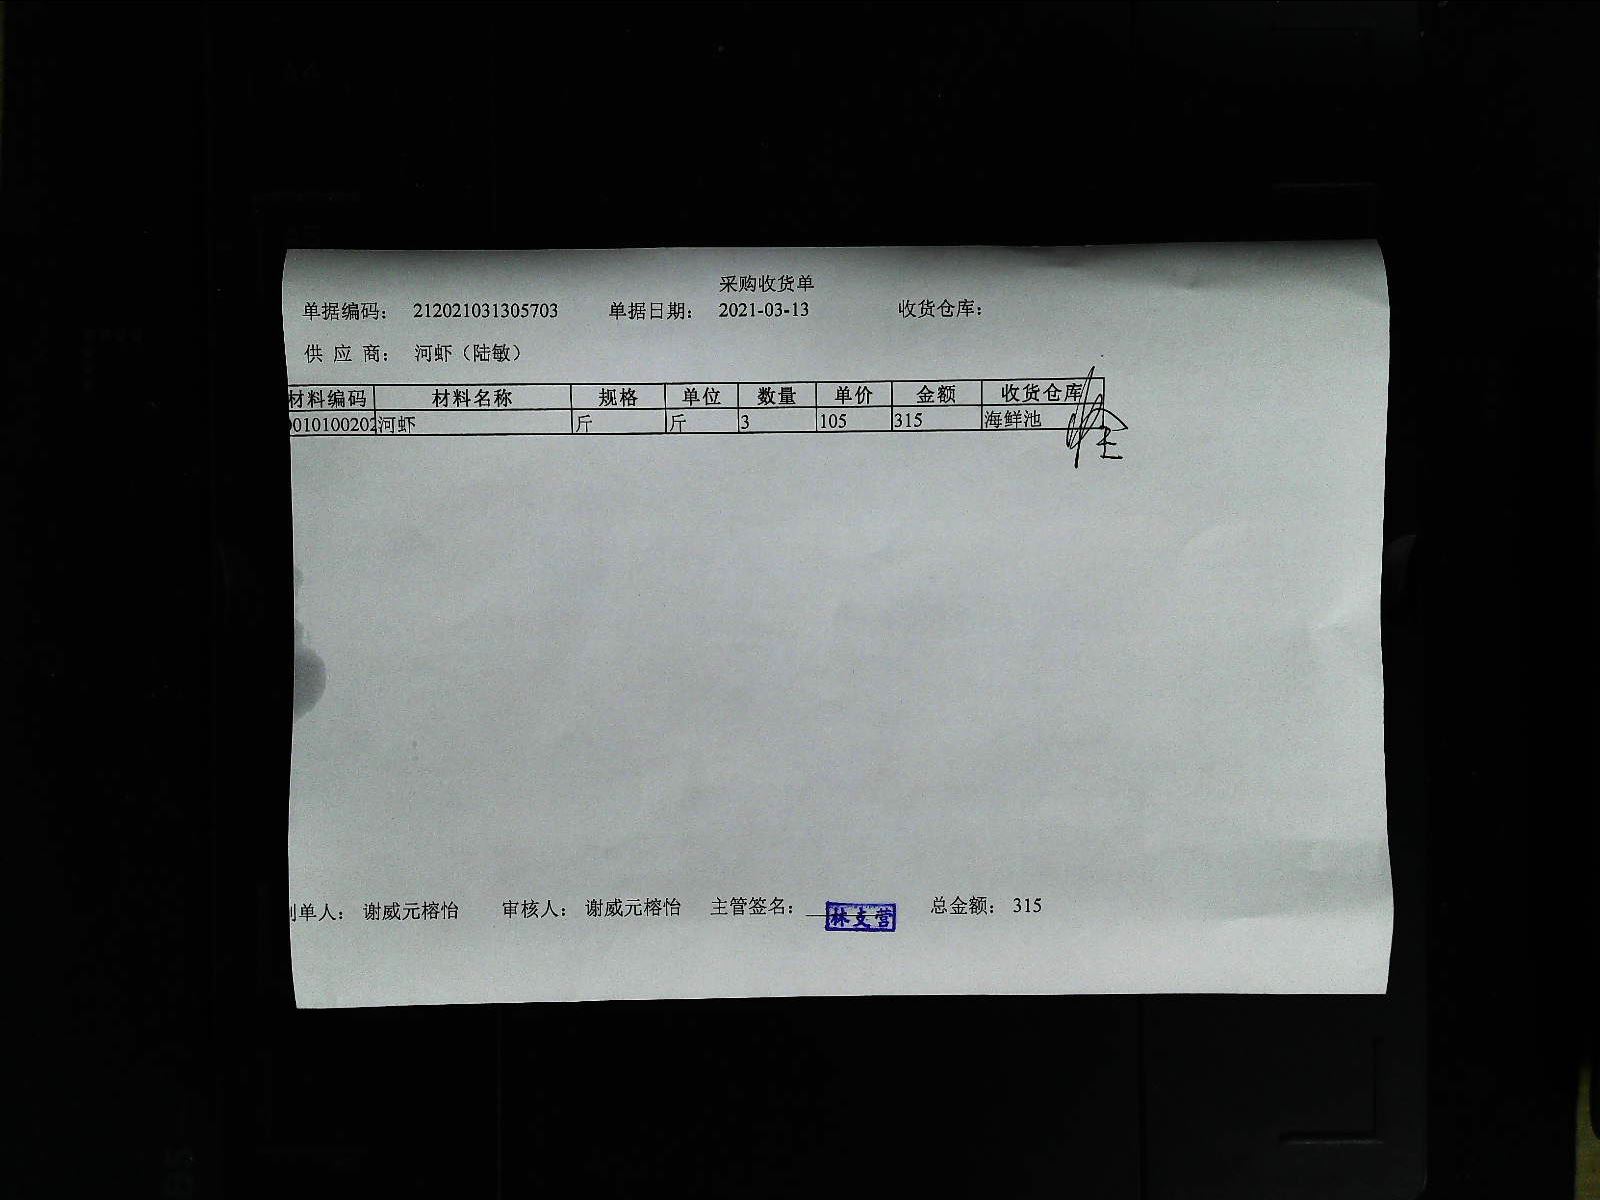 采购收货单
单据编码： 212021031305703 单据日期： 2021-03-13 收货仓库：
供 应 商： 河虾（陆敏）
材料编码 材料名称 规格 单位 数量 单价 金额 收货仓库
010100202 河虾 斤 斤 3 105 315 海鲜池
制单人： 谢威元榕怡 审核人： 谢威元榕怡 主管签名： 林支营 总金额： 315